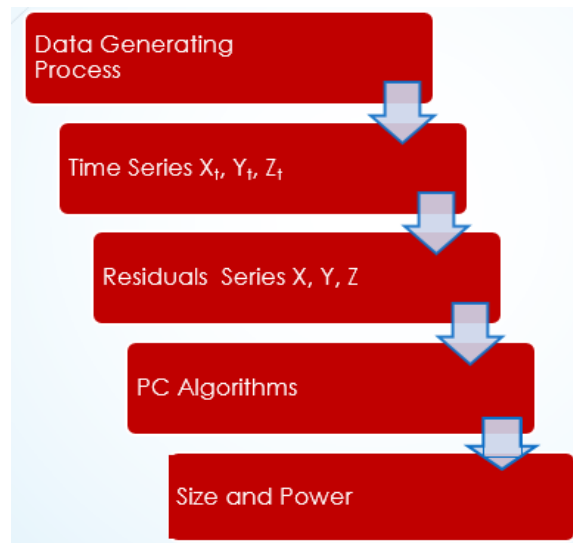 Data Generating
Process
Time Series Xₜ, Yₜ, Zₜ
Residuals  Series X, Y, Z
PC Algorithms
Size and Power